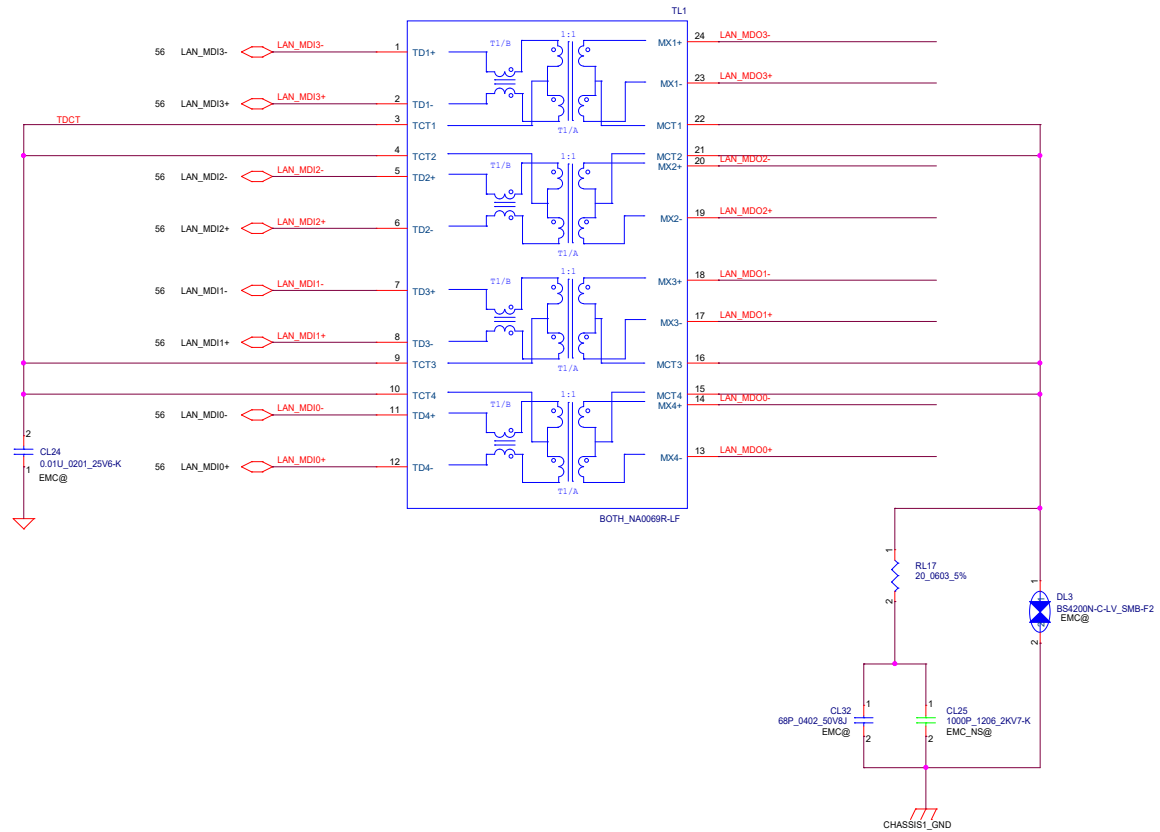 TL1
56 LAN_MDI3- LAN_MDI3- 1 TD1+ T1/B 1:1 MX1+ 24 LAN_MDO3-
MX1- 23 LAN_MDO3+
56 LAN_MDI3+ LAN_MDI3+ 2 TD1-
TDCT 3 TCT1 T1/A MCT1 22
4 TCT2 1:1 MCT2 21
56 LAN_MDI2- LAN_MDI2- 5 TD2+ T1/B MX2+ 20 LAN_MDO2-
56 LAN_MDI2+ LAN_MDI2+ 6 TD2- MX2- 19 LAN_MDO2+
T1/A
56 LAN_MDI1- LAN_MDI1- 7 TD3+ T1/B 1:1 MX3+ 18 LAN_MDO1-
MX3- 17 LAN_MDO1+
56 LAN_MDI1+ LAN_MDI1+ 8 TD3-
9 TCT3 T1/A MCT3 16
10 TCT4 1:1 MCT4 15
56 LAN_MDI0- LAN_MDI0- 11 TD4+ T1/B MX4+ 14 LAN_MDO0-
56 LAN_MDI0+ LAN_MDI0+ 12 TD4- MX4- 13 LAN_MDO0+
T1/A
BOTH_NA0069R-LF
2
CL24
0.01U_0201_25V6-K
1
EMC@
1
RL17
20_0603_5%
2
1
DL3
BS4200N-C-LV_SMB-F2
EMC@
2
1
CL32
68P_0402_50V8J
EMC@
2
1
CL25
1000P_1206_2KV7-K
EMC_NS@
2
CHASSIS1_GND